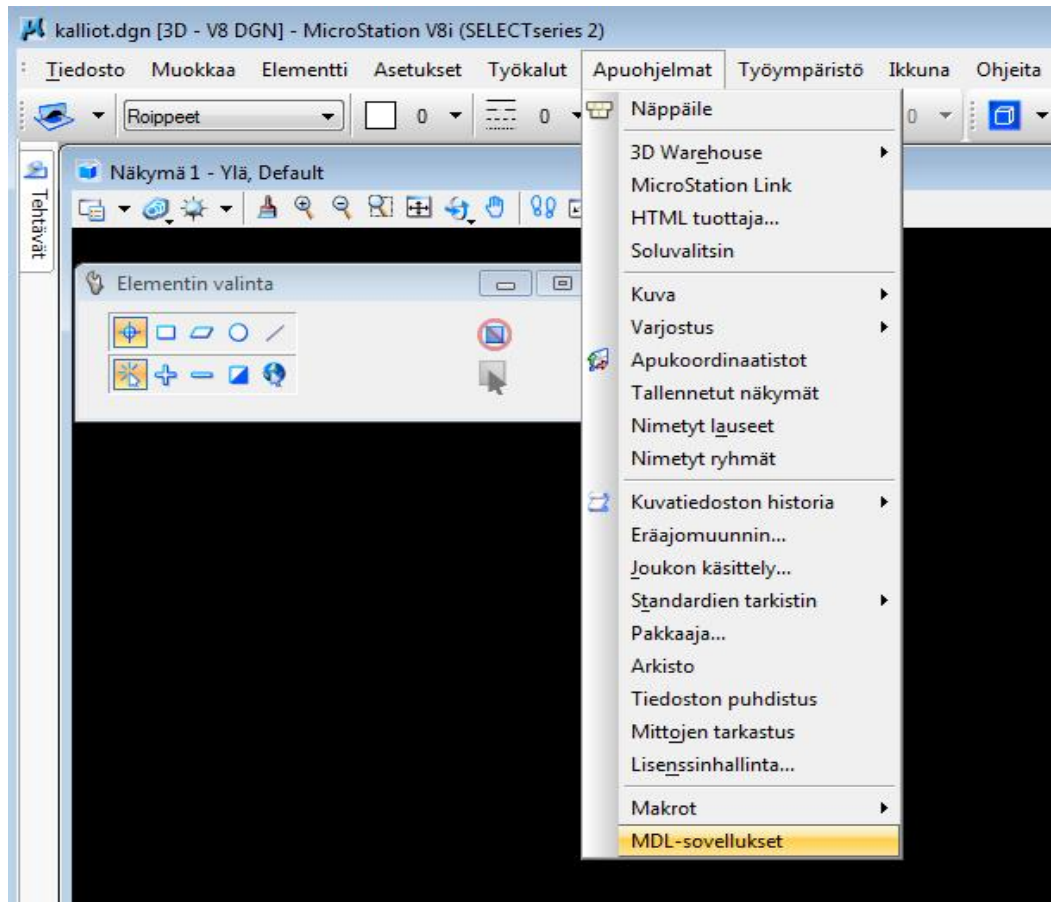 kalliot.dgn [3D - V8 DGN] - MicroStation V8i (SELECTseries 2)
Tiedosto Muokkaa Elementti Asetukset Työkalut Apuohjelmat Työympäristö Ikkuna Ohjeita
Roippeet 0 0 0
Tehtävät
Näkymä 1 - Ylä, Default
Elementin valinta
Näppäile
3D Warehouse
MicroStation Link
HTML tuottaja...
Soluvalitsin
Kuva
Varjostus
Apukoordinaatistot
Tallennetut näkymät
Nimetyt lauseet
Nimetyt ryhmät
Kuvatiedoston historia
Eräajomuunnin...
Joukon käsittely...
Standardien tarkistin
Pakkaaja...
Arkisto
Tiedoston puhdistus
Mittojen tarkastus
Lisenssinhallinta...
Makrot
MDL-sovellukset